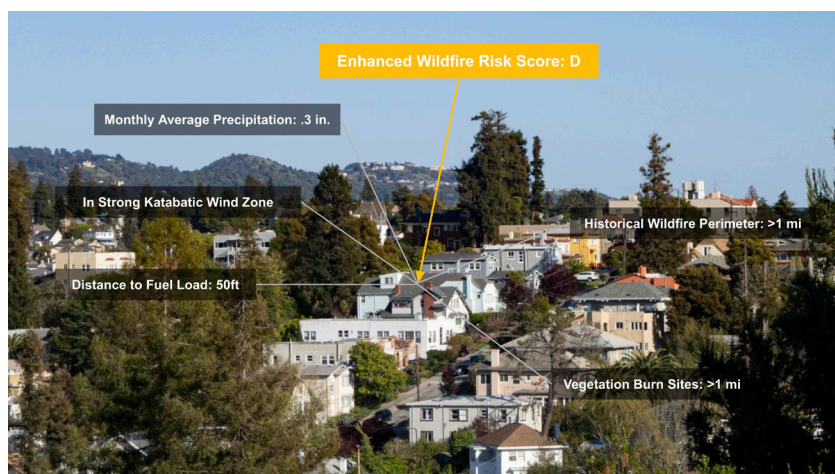 Enhanced Wildfire Risk Score: D
Monthly Average Precipitation: .3 in.
In Strong Katabatic Wind Zone
Historical Wildfire Perimeter: >1 mi
Distance to Fuel Load: 50ft
Vegetation Burn Sites: >1 mi